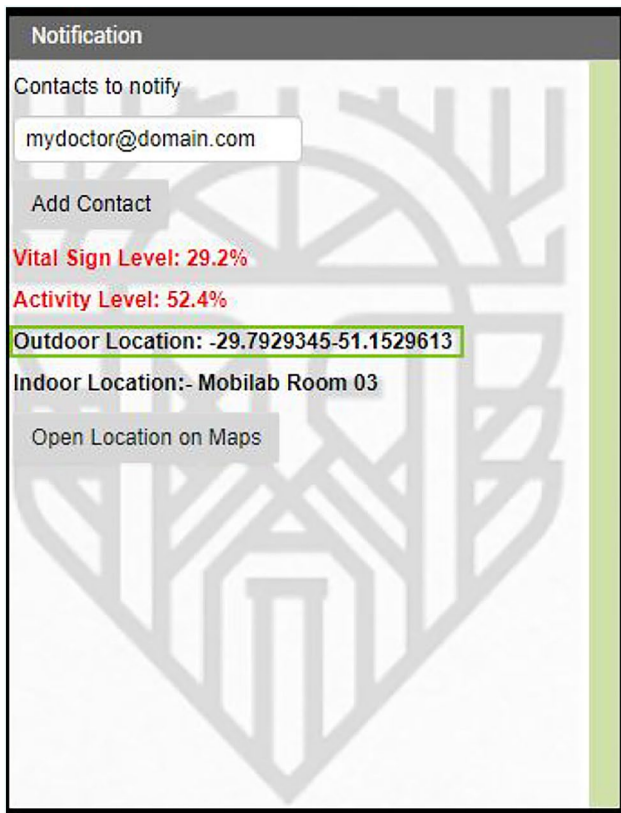 Notification
Contacts to notify
mydoctor@domain.com
Add Contact
Vital Sign Level: 29.2%
Activity Level: 52.4%
Outdoor Location: -29.7929345-51.1529613
Indoor Location:- Mobilab Room 03
Open Location on Maps